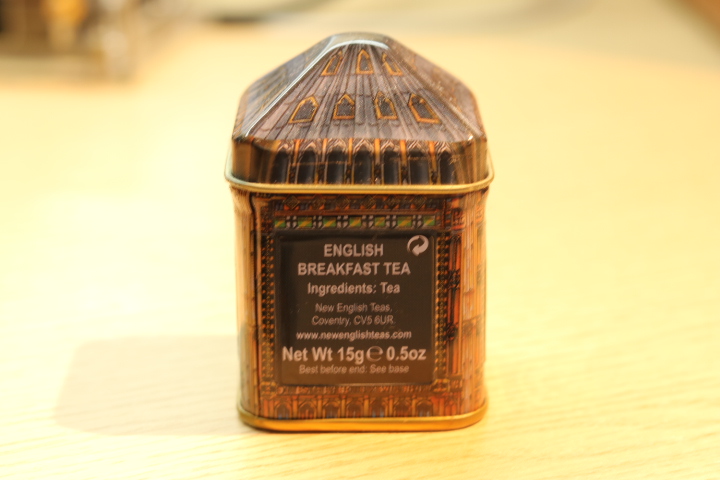 ENGLISH
BREAKFAST TEA
Ingredients: Tea
New English Teas,
Coventry, CV5 6UR.
www.newenglishteas.com
Net Wt 15g℮0.5oz
Best before end: See base